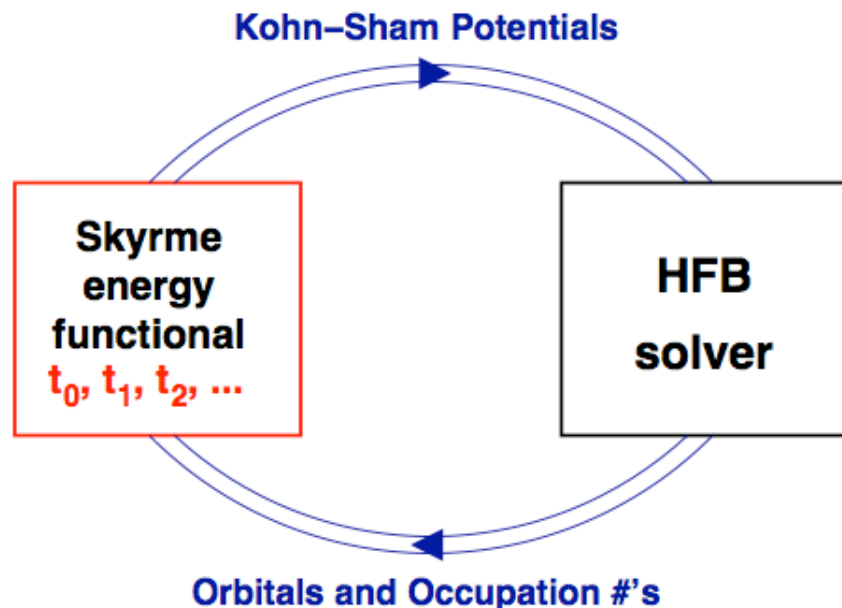 Kohn–Sham Potentials
Skyrme
energy
functional
t₀, t₁, t₂, ...
HFB
solver
Orbitals and Occupation #'s